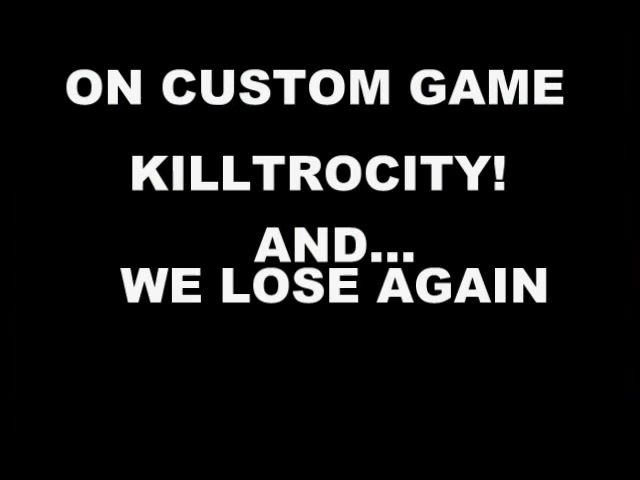 ON CUSTOM GAME
KILLTROCITY!
AND...
WE LOSE AGAIN